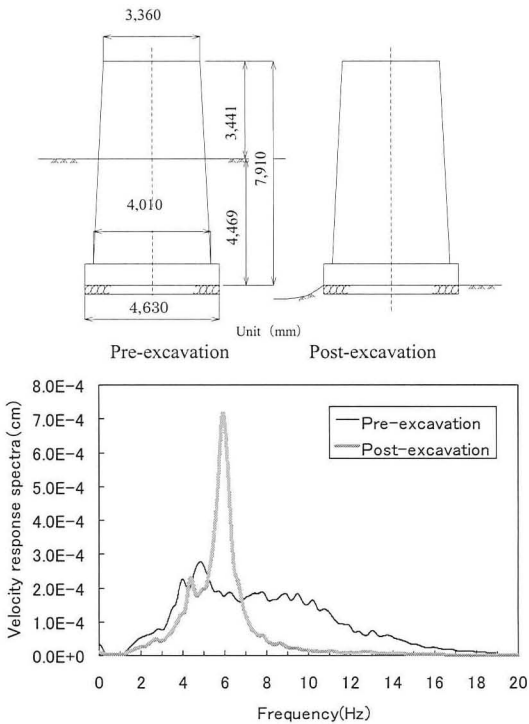 3,360
3,441
7,910
4,010
4,469
4,630
Unit (mm)
Pre-excavation Post-excavation
8.0E-4
7.0E-4
6.0E-4
5.0E-4
4.0E-4
3.0E-4
2.0E-4
1.0E-4
0.0E+0
Velocity response spectra(cm)
Pre-excavation
Post-excavation
0 2 4 6 8 10 12 14 16 18 20
Frequency(Hz)